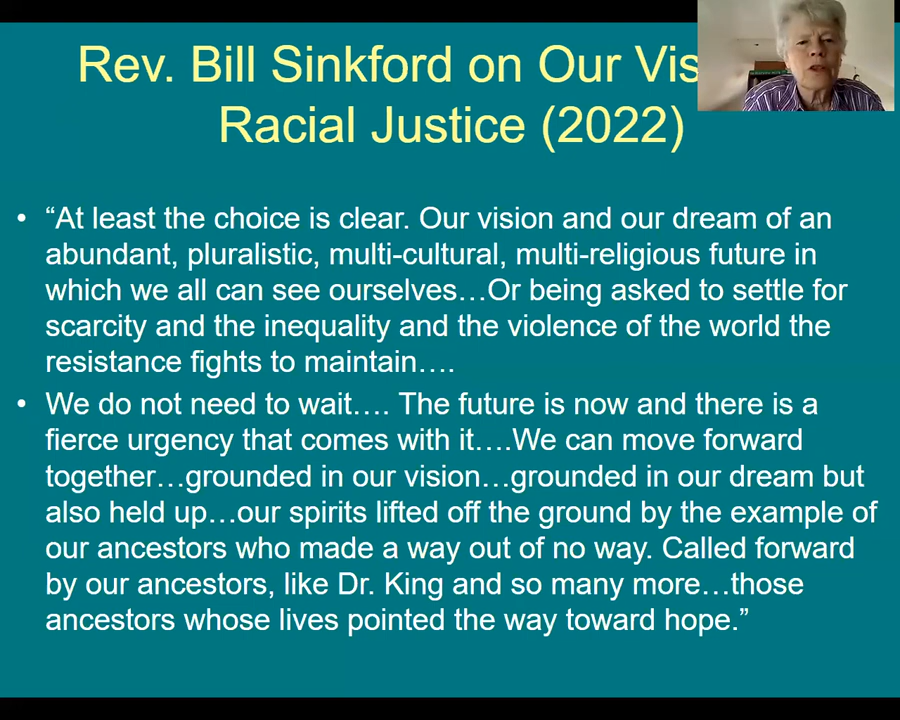 Rev. Bill Sinkford on Our Vis
Racial Justice (2022)
• “At least the choice is clear. Our vision and our dream of an
abundant, pluralistic, multi-cultural, multi-religious future in
which we all can see ourselves…Or being asked to settle for
scarcity and the inequality and the violence of the world the
resistance fights to maintain….
• We do not need to wait…. The future is now and there is a
fierce urgency that comes with it….We can move forward
together…grounded in our vision…grounded in our dream but
also held up…our spirits lifted off the ground by the example of
our ancestors who made a way out of no way. Called forward
by our ancestors, like Dr. King and so many more…those
ancestors whose lives pointed the way toward hope.”